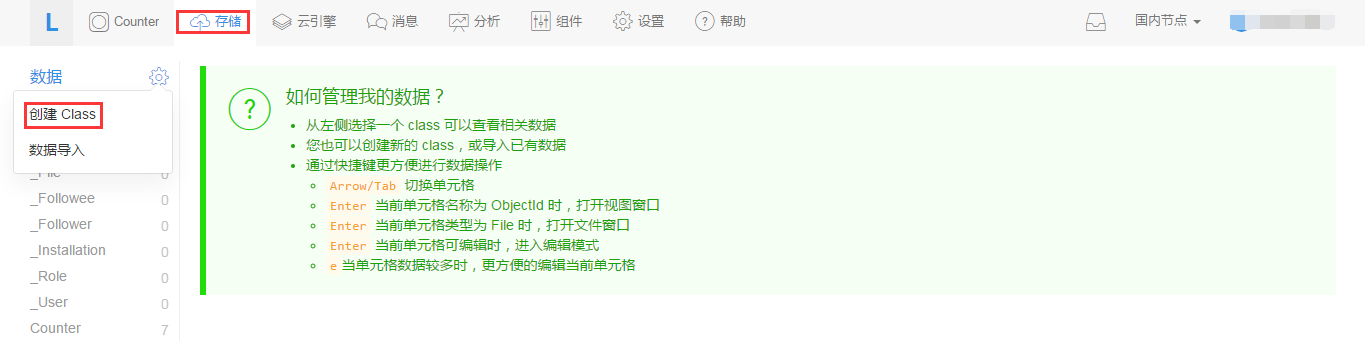 L Counter 存储 云引擎 消息 分析 组件 设置 ? 帮助 国内节点
数据
创建 Class
数据导入
_File 0
_Followee 0
_Follower 0
_Installation 0
_Role 0
_User 0
Counter 7
? 如何管理我的数据？
从左侧选择一个 class 可以查看相关数据
您也可以创建新的 class，或导入已有数据
通过快捷键更方便进行数据操作
Arrow/Tab 切换单元格
Enter 当前单元格名称为 ObjectId 时，打开视图窗口
Enter 当前单元格类型为 File 时，打开文件窗口
Enter 当前单元格可编辑时，进入编辑模式
e 当单元格数据较多时，更方便的编辑当前单元格